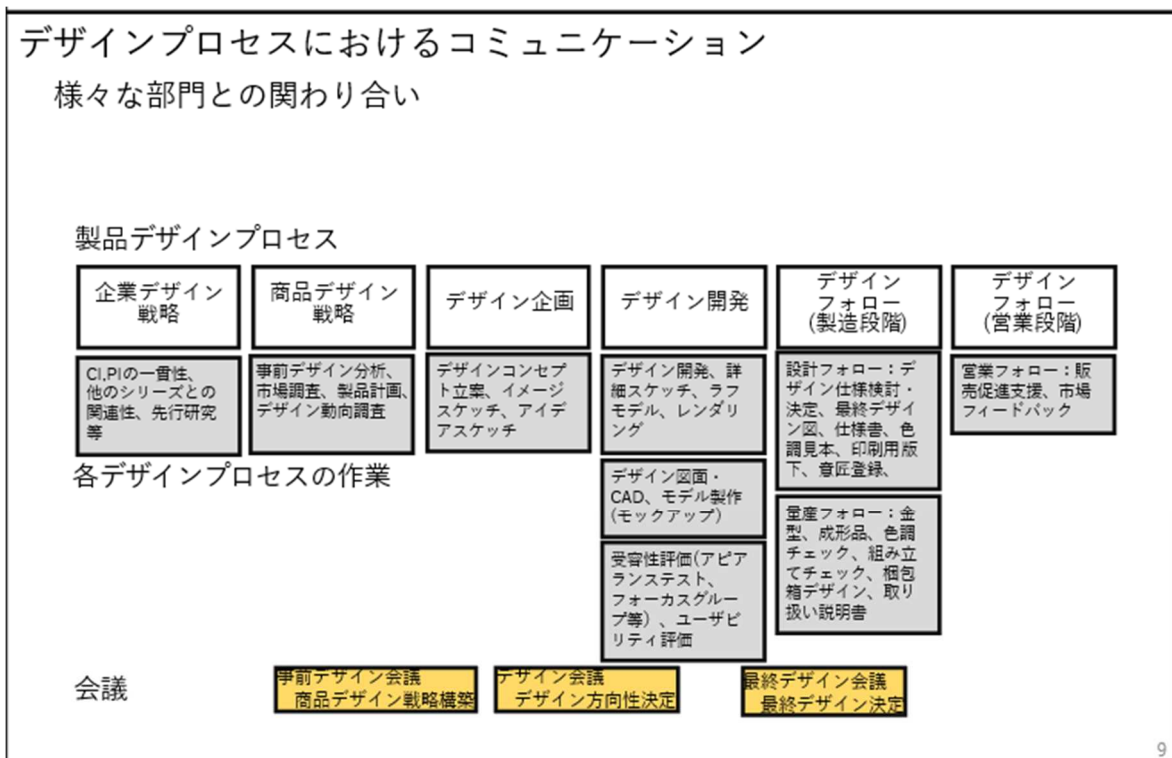 デザインプロセスにおけるコミュニケーション
様々な部門との関わり合い
製品デザインプロセス
企業デザイン
戦略
商品デザイン
戦略
デザイン企画
デザイン開発
デザイン
フォロー
(製造段階)
デザイン
フォロー
(営業段階)
CI,PIの一貫性、
他のシリーズとの
関連性、先行研究
等
事前デザイン分析、
市場調査、製品計画、
デザイン動向調査
デザインコンセプ
ト立案、イメージ
スケッチ、アイデ
アスケッチ
デザイン開発、詳
細スケッチ、ラフ
モデル、レンダリ
ング
設計フォロー：デ
ザイン仕様検討・
決定、最終デザイ
ン図、仕様書、色
調見本、印刷用版
下、意匠登録、
営業フォロー：販
売促進支援、市場
フィードバック
各デザインプロセスの作業
デザイン図面・
CAD、モデル製作
(モックアップ)
量産フォロー：金
型、成形品、色調
チェック、組み立
てチェック、梱包
箱デザイン、取り
扱い説明書
受容性評価(アピア
ランステスト、
フォーカスグルー
プ等）、ユーザビ
リティ評価
会議
事前デザイン会議
商品デザイン戦略構築
デザイン会議
デザイン方向性決定
最終デザイン会議
最終デザイン決定
9